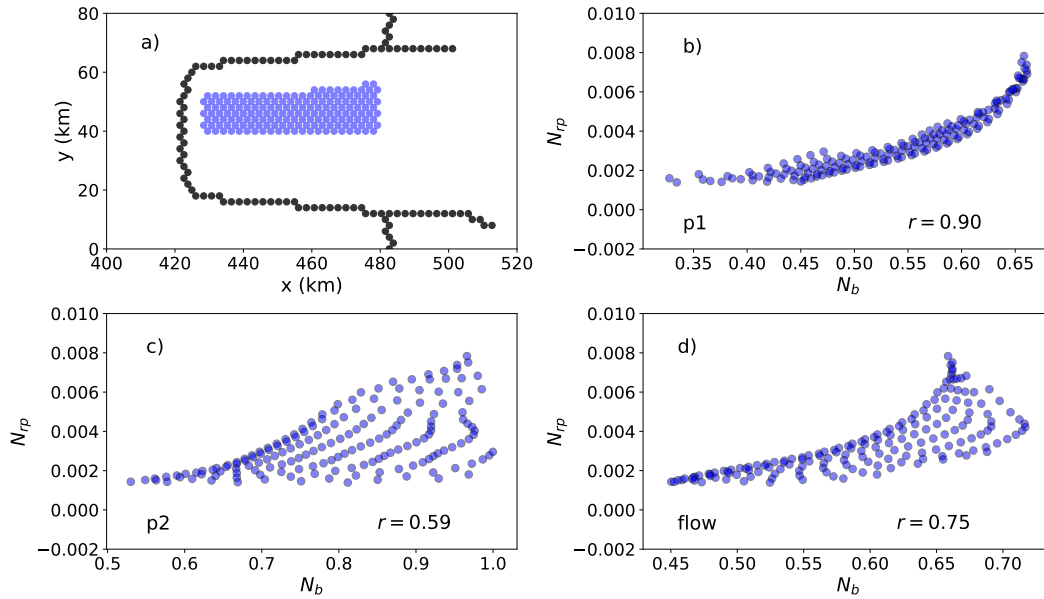 80
a)
60
y (km)
40
20
0
400 420 440 460 480 500 520
x (km)
0.010
b)
0.008
0.006
N_rp
0.004
0.002
0.000
p1 r = 0.90
−0.002
0.35 0.40 0.45 0.50 0.55 0.60 0.65
N_b
0.010
c)
0.008
0.006
N_rp
0.004
0.002
0.000
p2 r = 0.59
−0.002
0.5 0.6 0.7 0.8 0.9 1.0
N_b
0.010
d)
0.008
0.006
N_rp
0.004
0.002
0.000
flow r = 0.75
−0.002
0.45 0.50 0.55 0.60 0.65 0.70
N_b